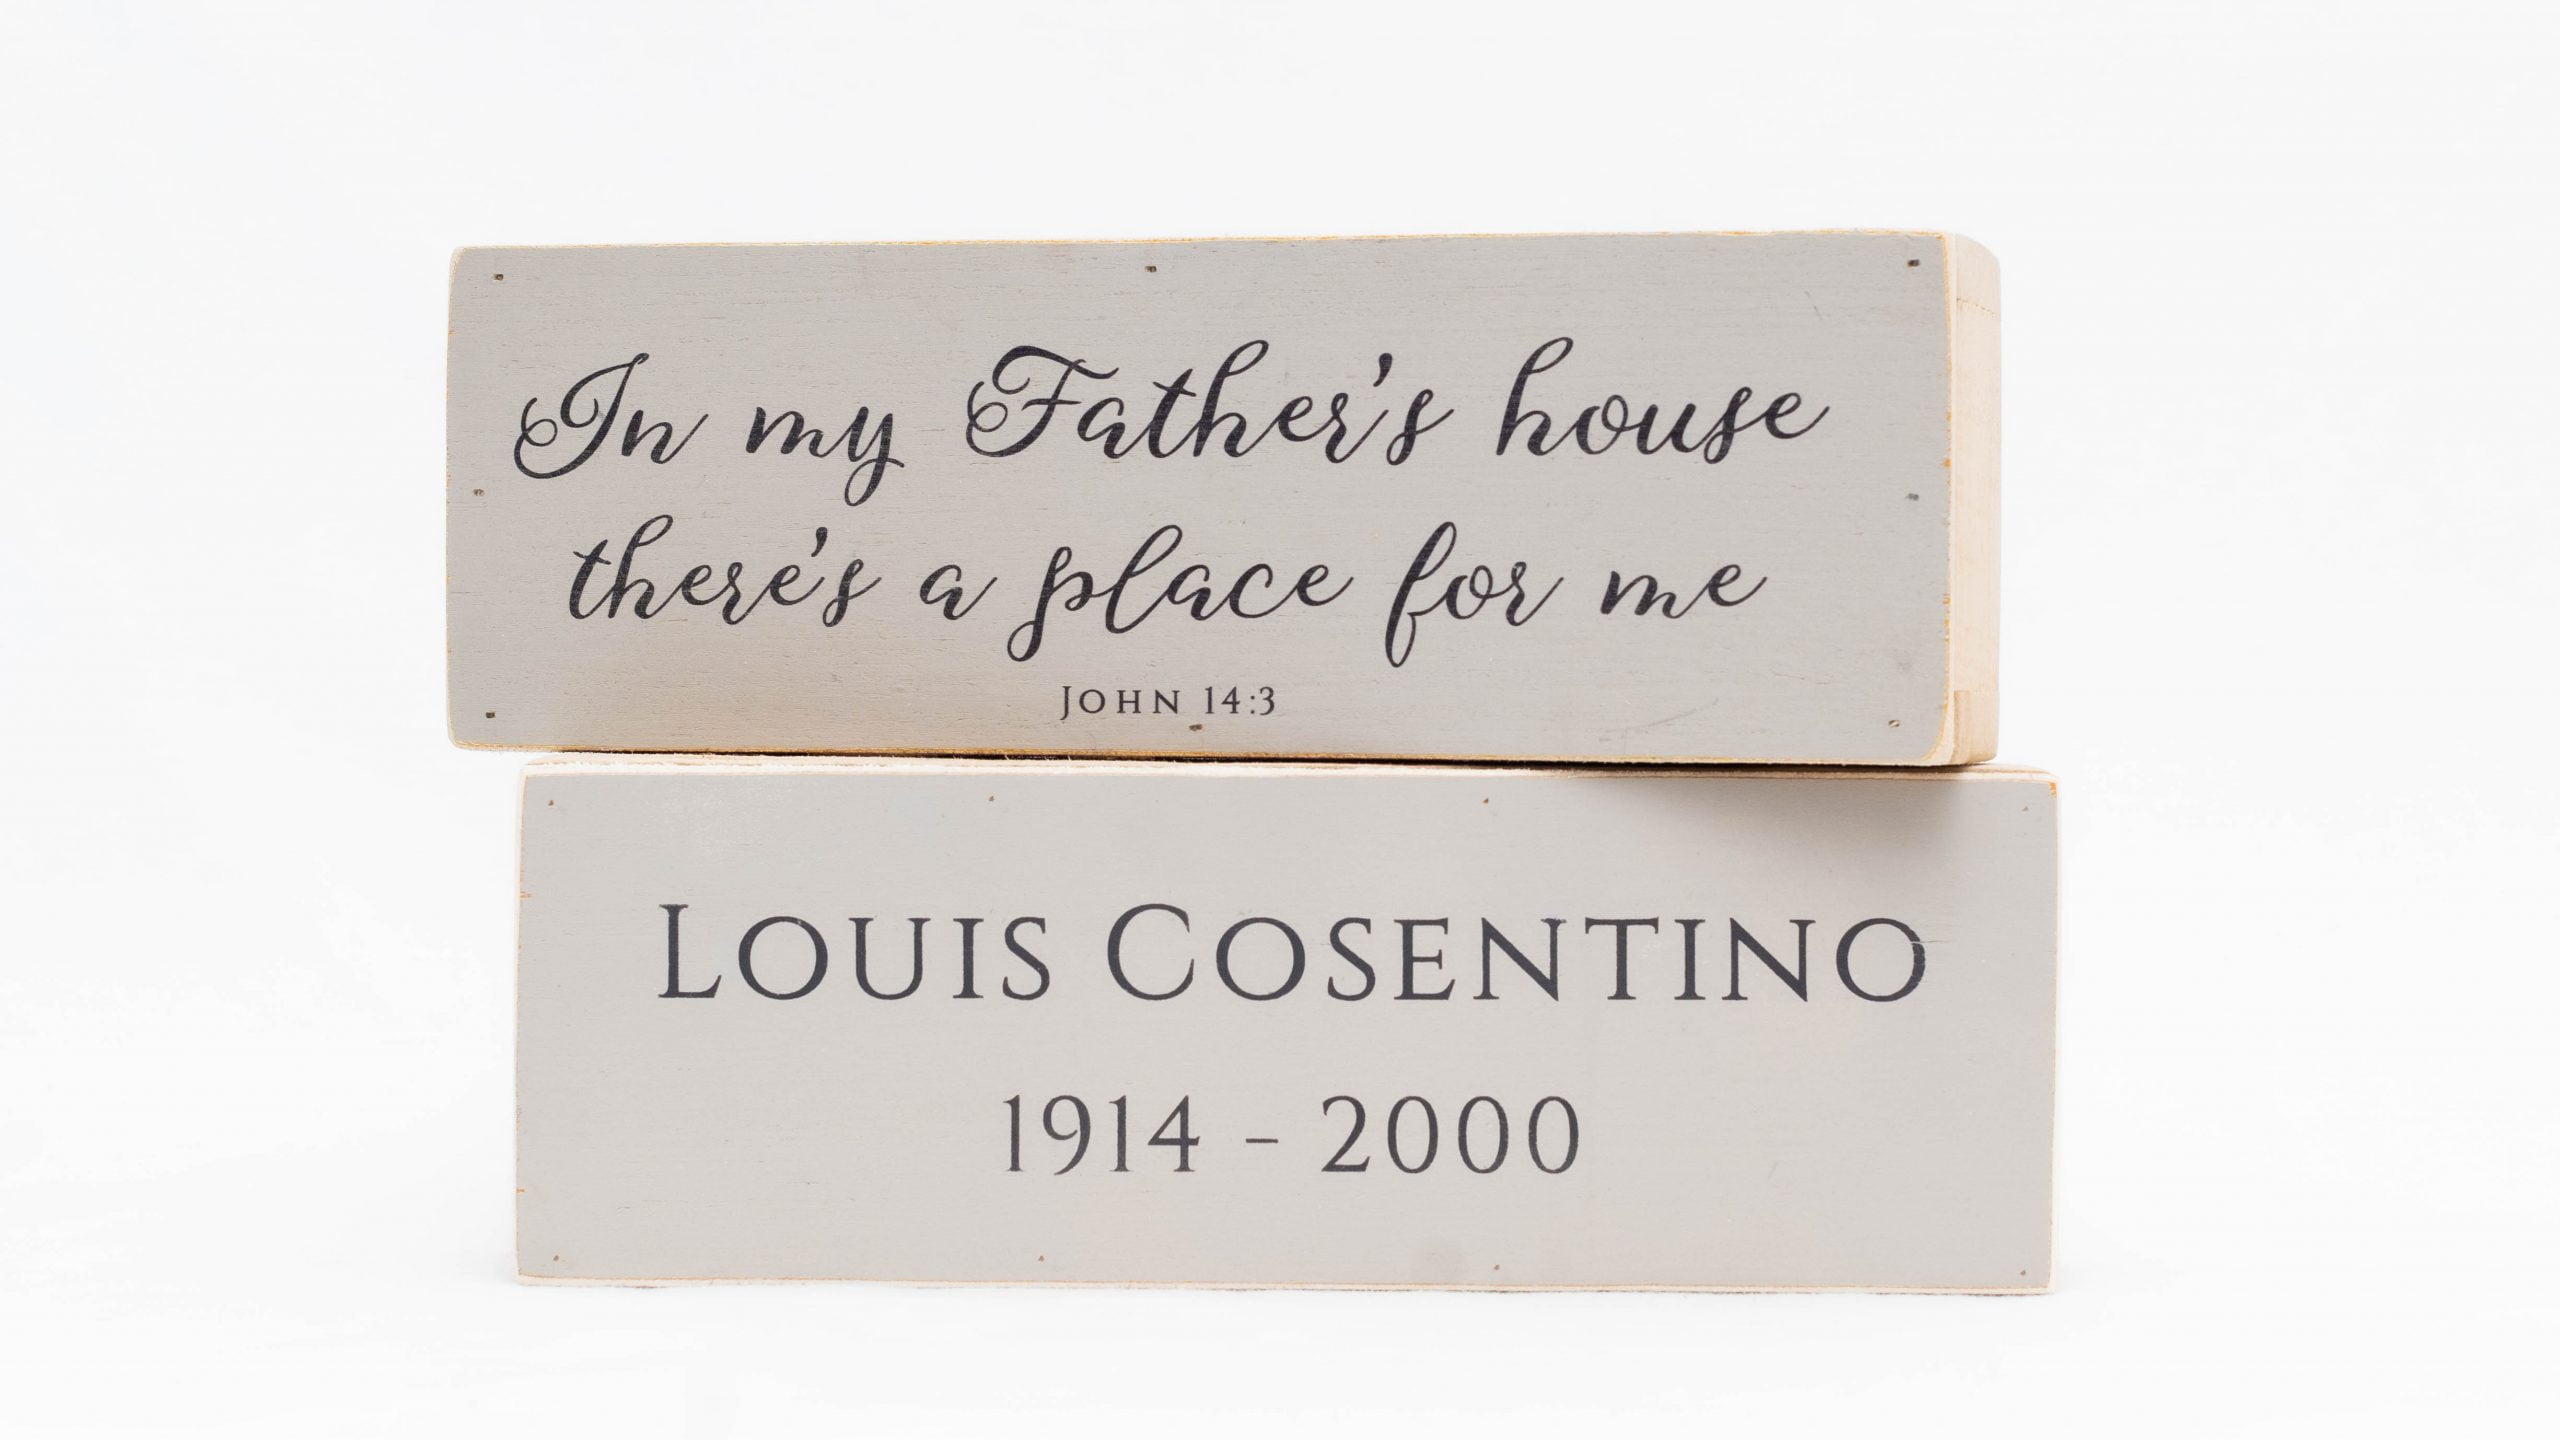 In my Father's house
there's a place for me
JOHN 14:3
LOUIS COSENTINO
1914 - 2000